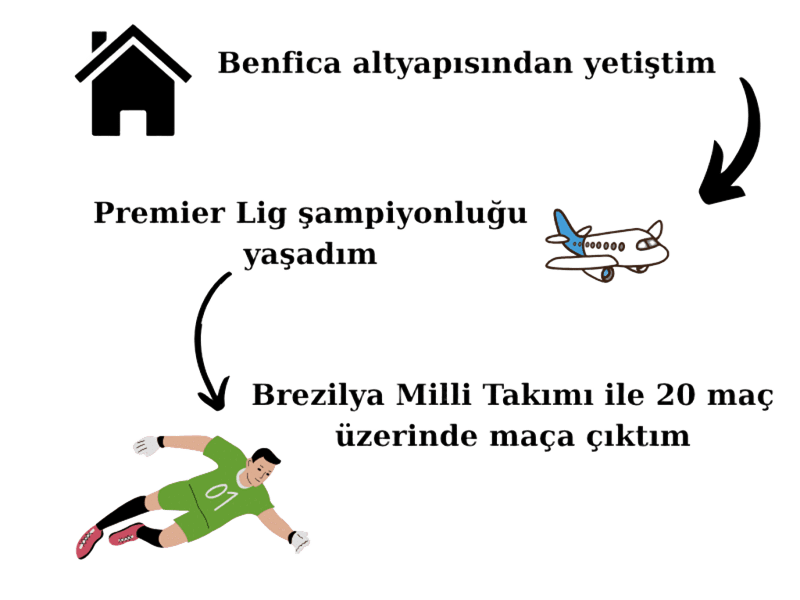 Benfica altyapısından yetiştim
Premier Lig şampiyonluğu
yaşadım
Brezilya Milli Takımı ile 20 maç
üzerinde maça çıktım
01